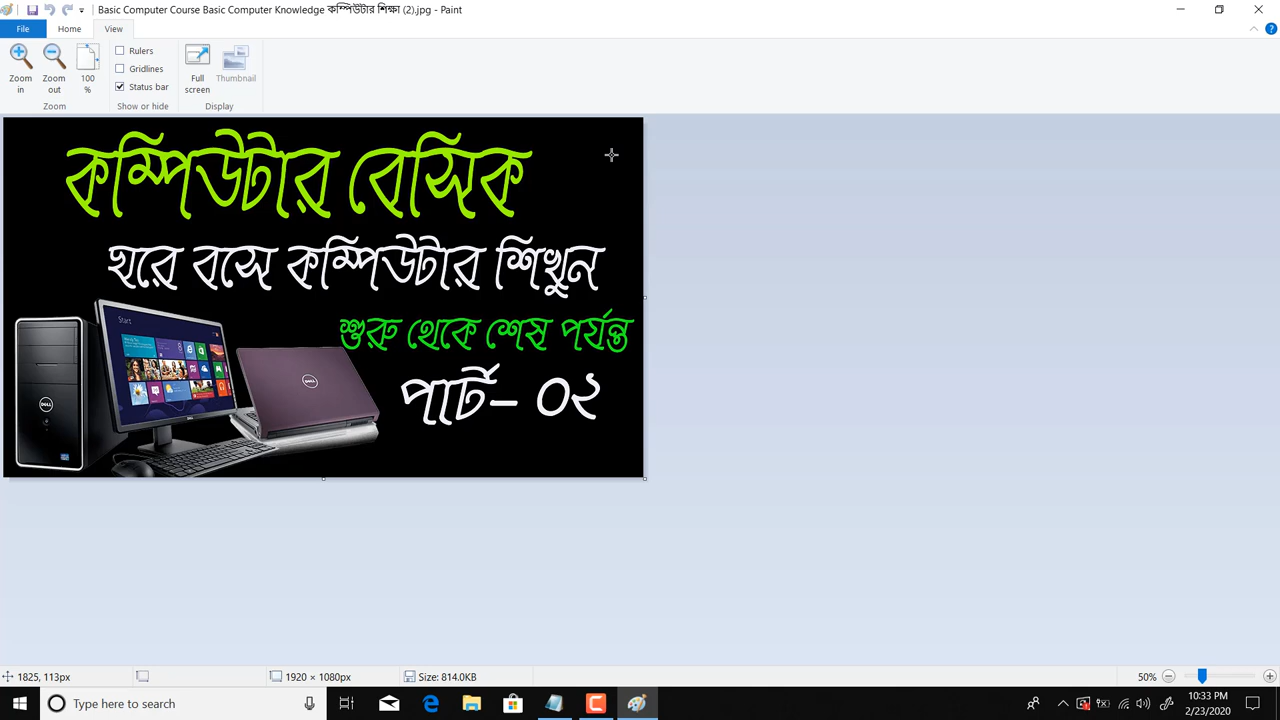 Basic Computer Course Basic Computer Knowledge কম্পিউটার শিক্ষা (2).jpg - Paint
File Home View
Zoom in
Zoom out
100 %
Rulers
Gridlines
Status bar
Full screen
Thumbnail
Zoom Show or hide Display
কম্পিউটার বেসিক
ঘরে বসে কম্পিউটার শিখুন
শুরু থেকে শেষ পর্যন্ত
পার্ট- ০২
Start
DELL
DELL
1825, 113px 1920 × 1080px Size: 814.0KB 50%
Type here to search
10:33 PM
2/23/2020